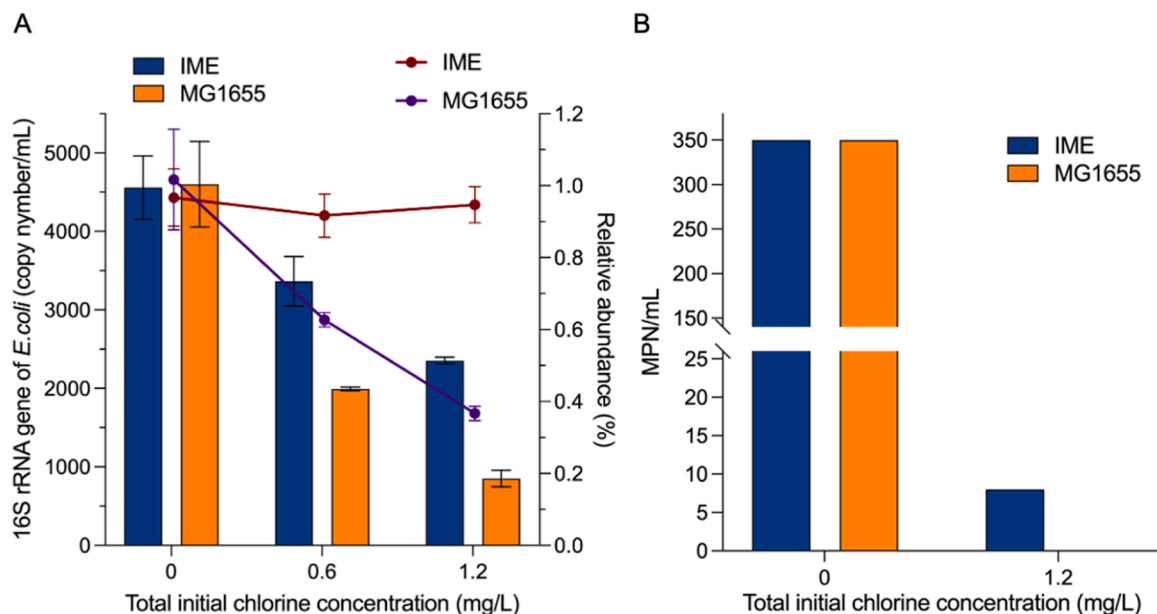 A
IME
MG1655
IME
MG1655
16S rRNA gene of E.coli (copy nymber/mL)
5000
4000
3000
2000
1000
0
1.2
1.0
0.8
0.6
0.4
0.2
0.0
Relative abundance (%)
0 0.6 1.2
Total initial chlorine concentration (mg/L)
B
IME
MG1655
MPN/mL
350
300
250
200
150
25
20
15
10
5
0
0 1.2
Total initial chlorine concentration (mg/L)